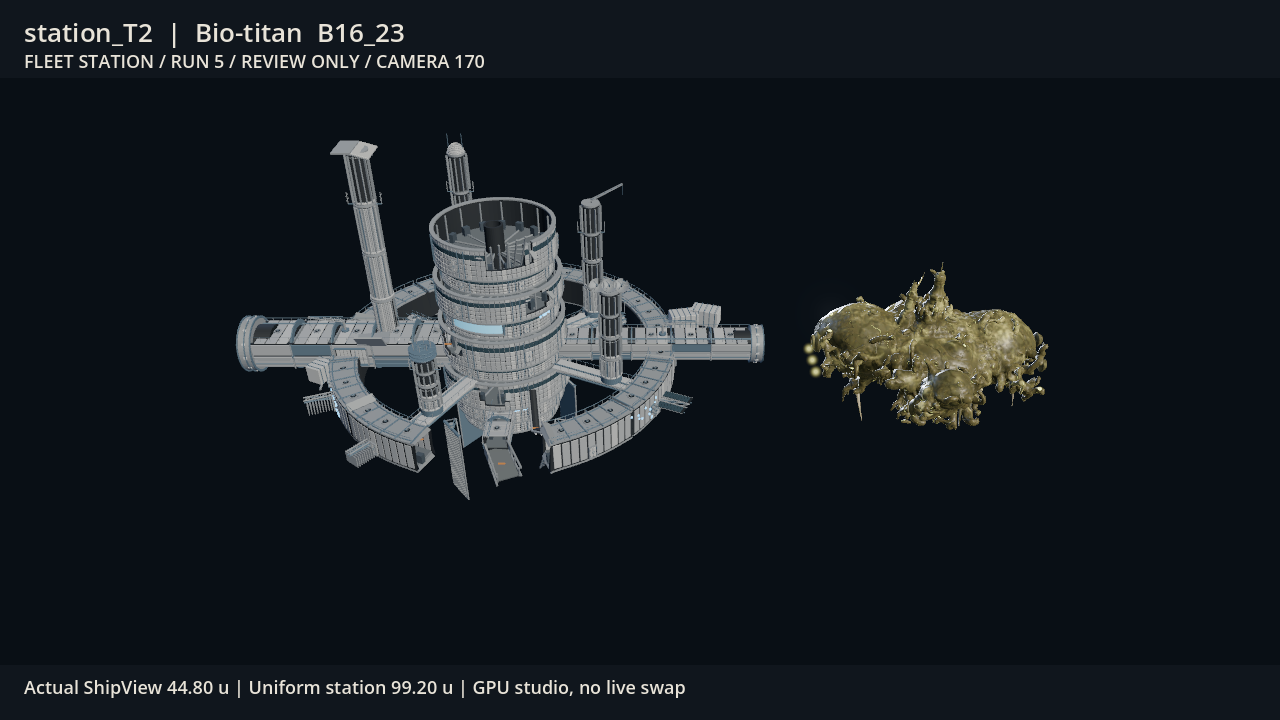 station_T2 | Bio-titan B16_23
FLEET STATION / RUN 5 / REVIEW ONLY / CAMERA 170
Actual ShipView 44.80 u | Uniform station 99.20 u | GPU studio, no live swap